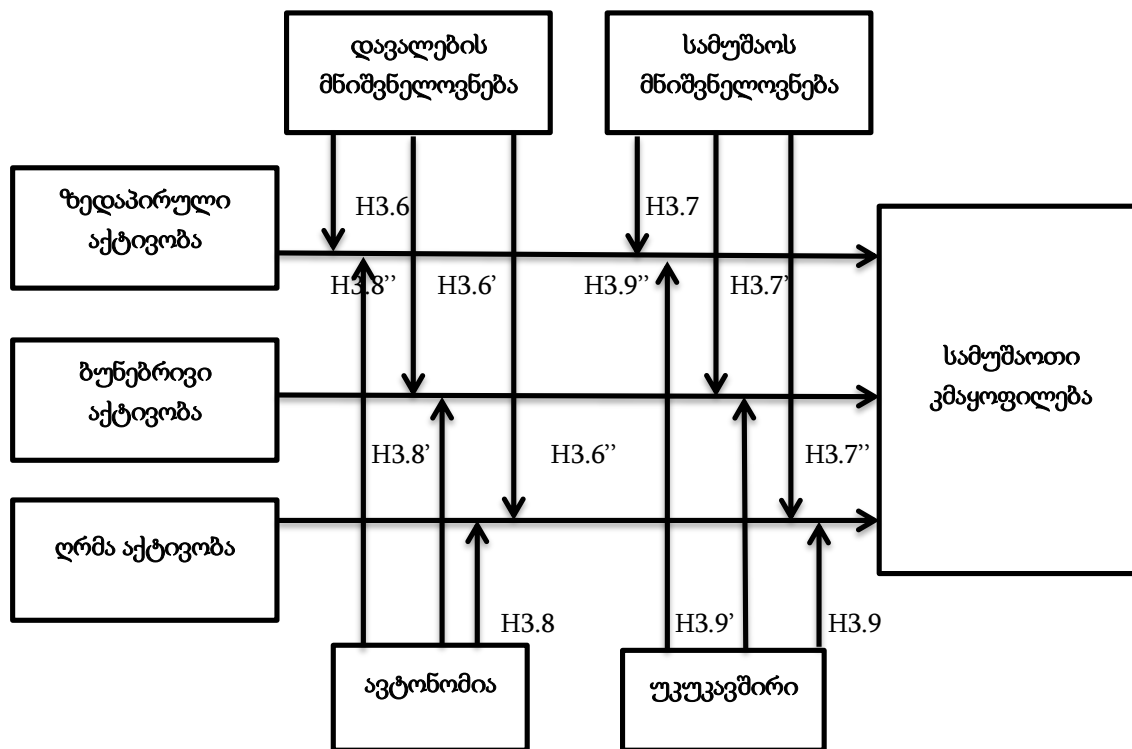 დავალების
მნიშვნელოვნება
სამუშაოს
მნიშვნელოვნება
ზედაპირული
აქტივობა
H3.6
H3.7
H3.8’’
H3.6’
H3.9’’
H3.7’
ბუნებრივი
აქტივობა
სამუშაოთი
კმაყოფილება
H3.8’
H3.6’’
H3.7’’
ღრმა აქტივობა
H3.8
H3.9’
H3.9
ავტონომია
უკუკავშირი